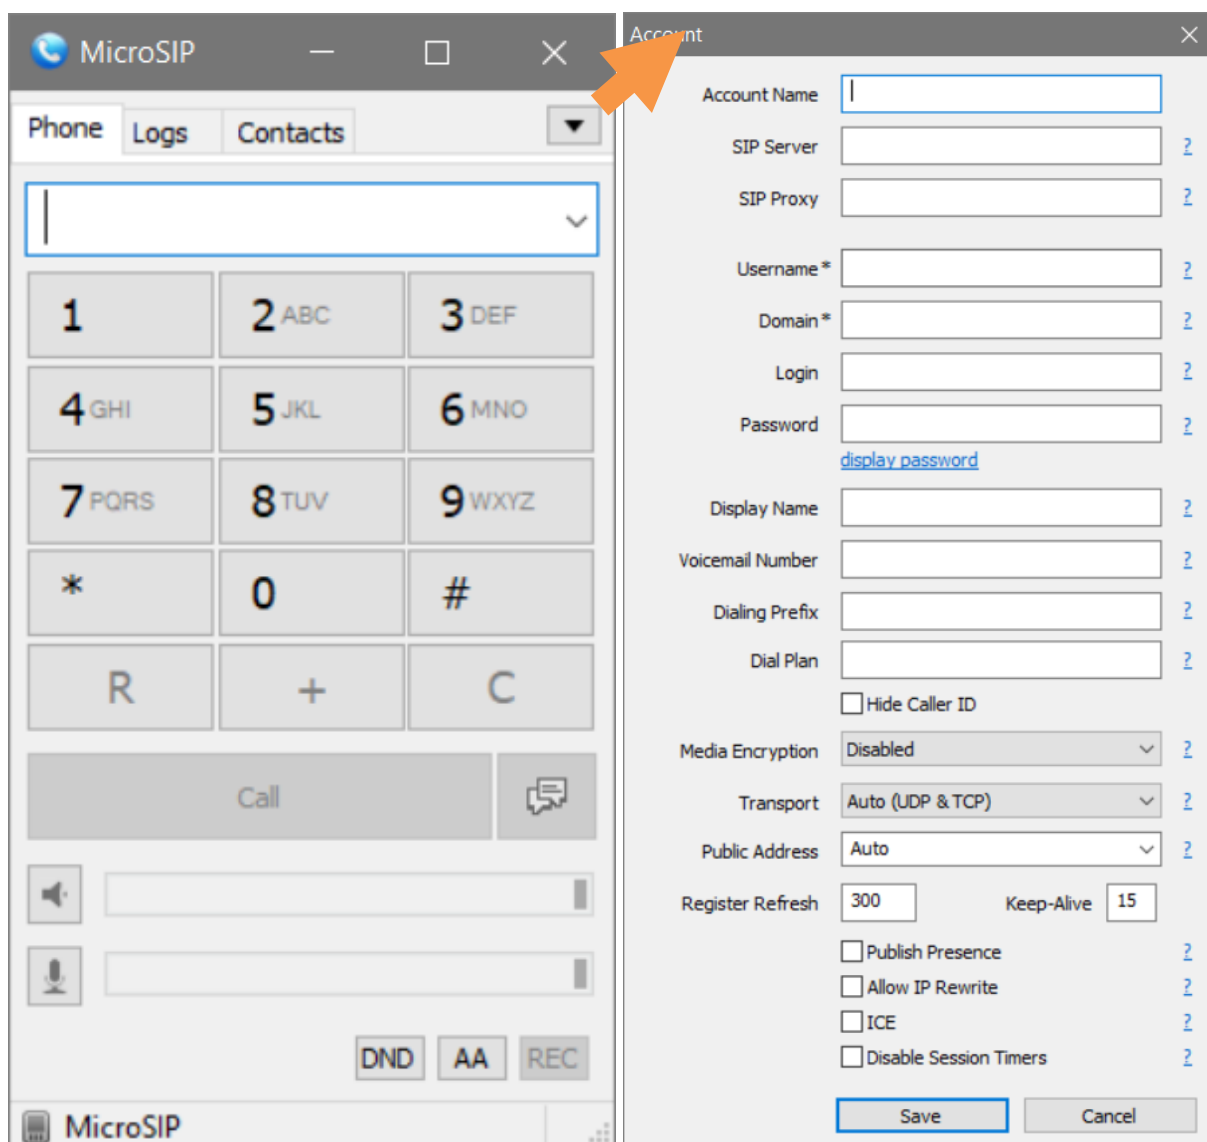 MicroSIP
Phone Logs Contacts
1 2 ABC 3 DEF
4 GHI 5 JKL 6 MNO
7 PQRS 8 TUV 9 WXYZ
* 0 #
R + C
Call
DND AA REC
MicroSIP
Account
Account Name
SIP Server ?
SIP Proxy ?
Username * ?
Domain * ?
Login ?
Password ?
display password
Display Name ?
Voicemail Number ?
Dialing Prefix ?
Dial Plan ?
Hide Caller ID
Media Encryption Disabled ?
Transport Auto (UDP & TCP) ?
Public Address Auto ?
Register Refresh 300 Keep-Alive 15
Publish Presence ?
Allow IP Rewrite ?
ICE ?
Disable Session Timers ?
Save Cancel